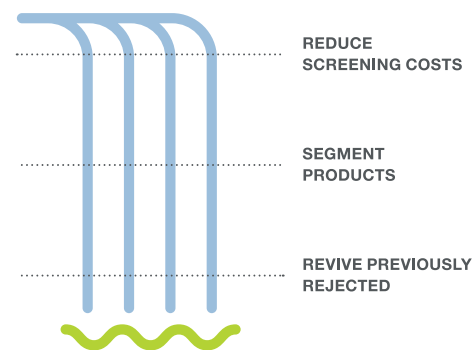 REDUCE
SCREENING COSTS
SEGMENT
PRODUCTS
REVIVE PREVIOUSLY
REJECTED